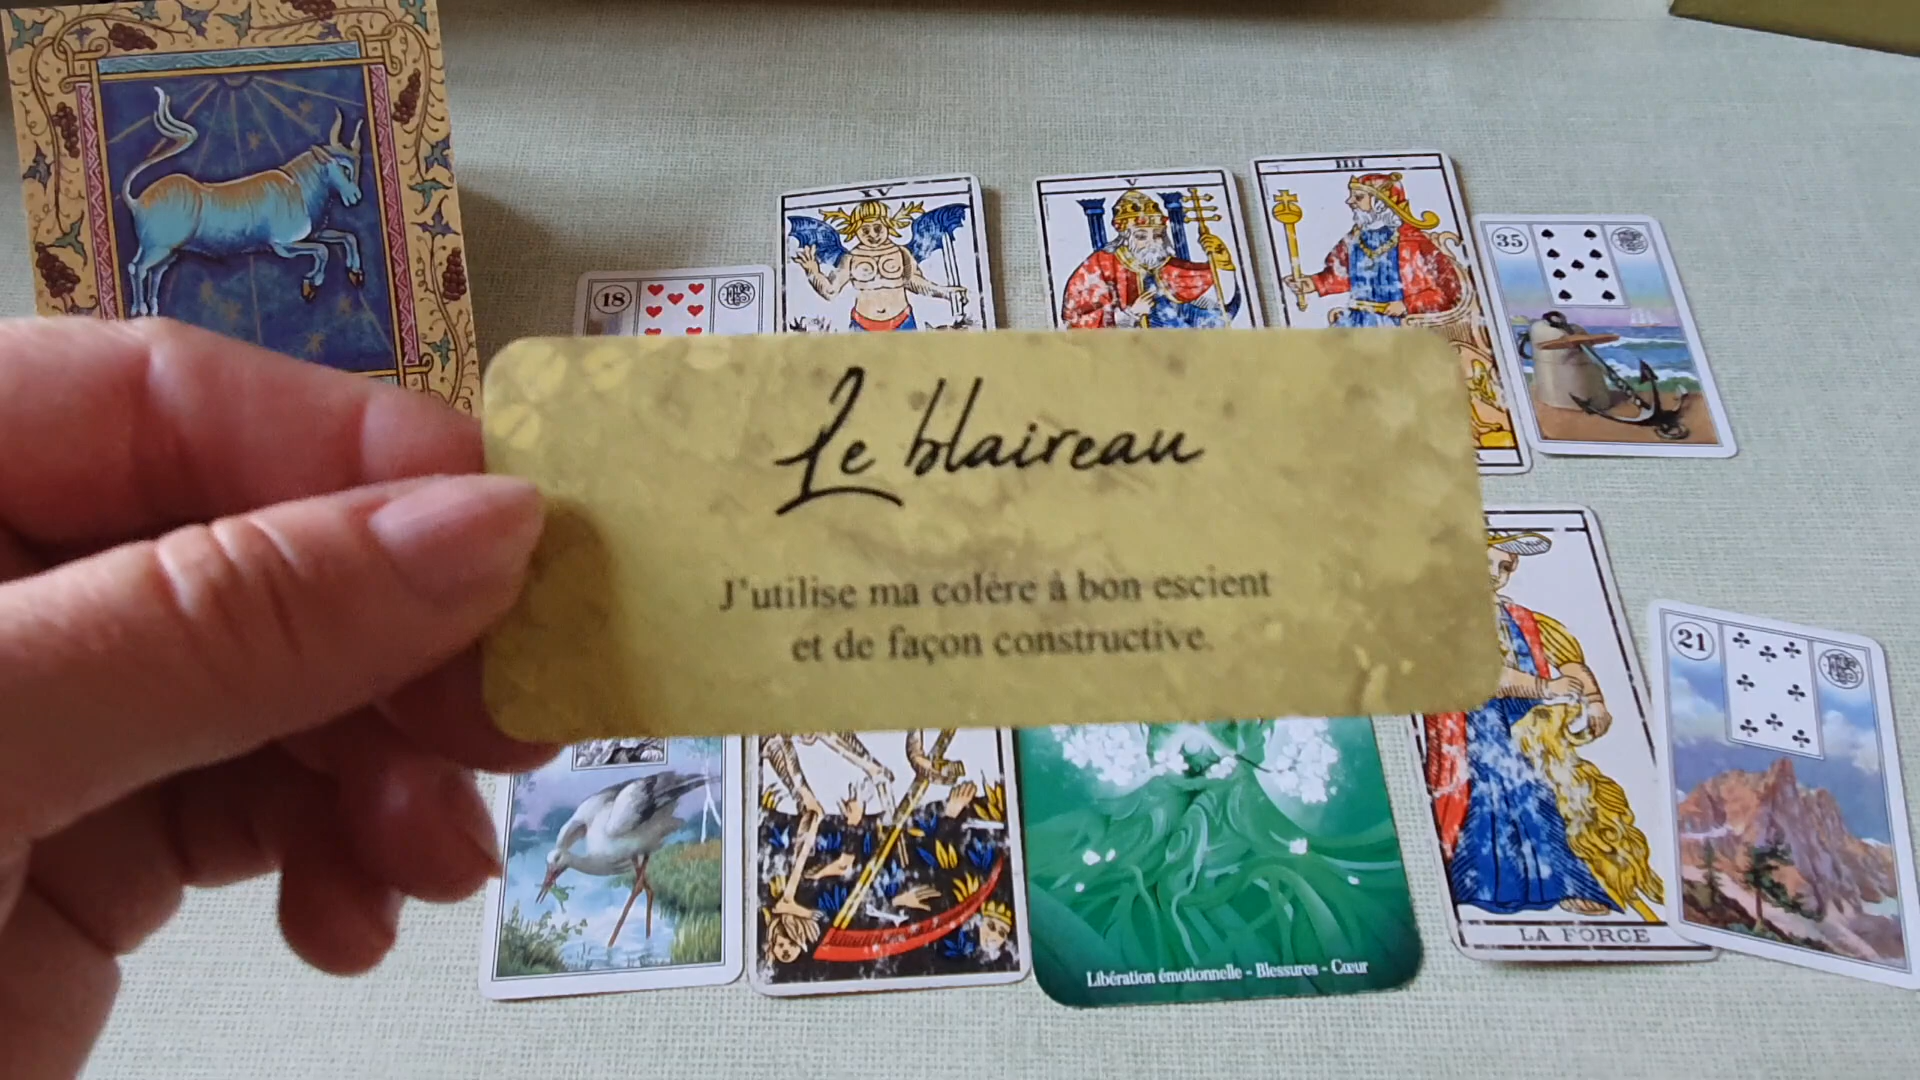 XV
V
IIII
18
35
Le blaireau
J'utilise ma colère à bon escient
et de façon constructive.
21
LA FORCE
Libération émotionnelle - Blessures - Cœur